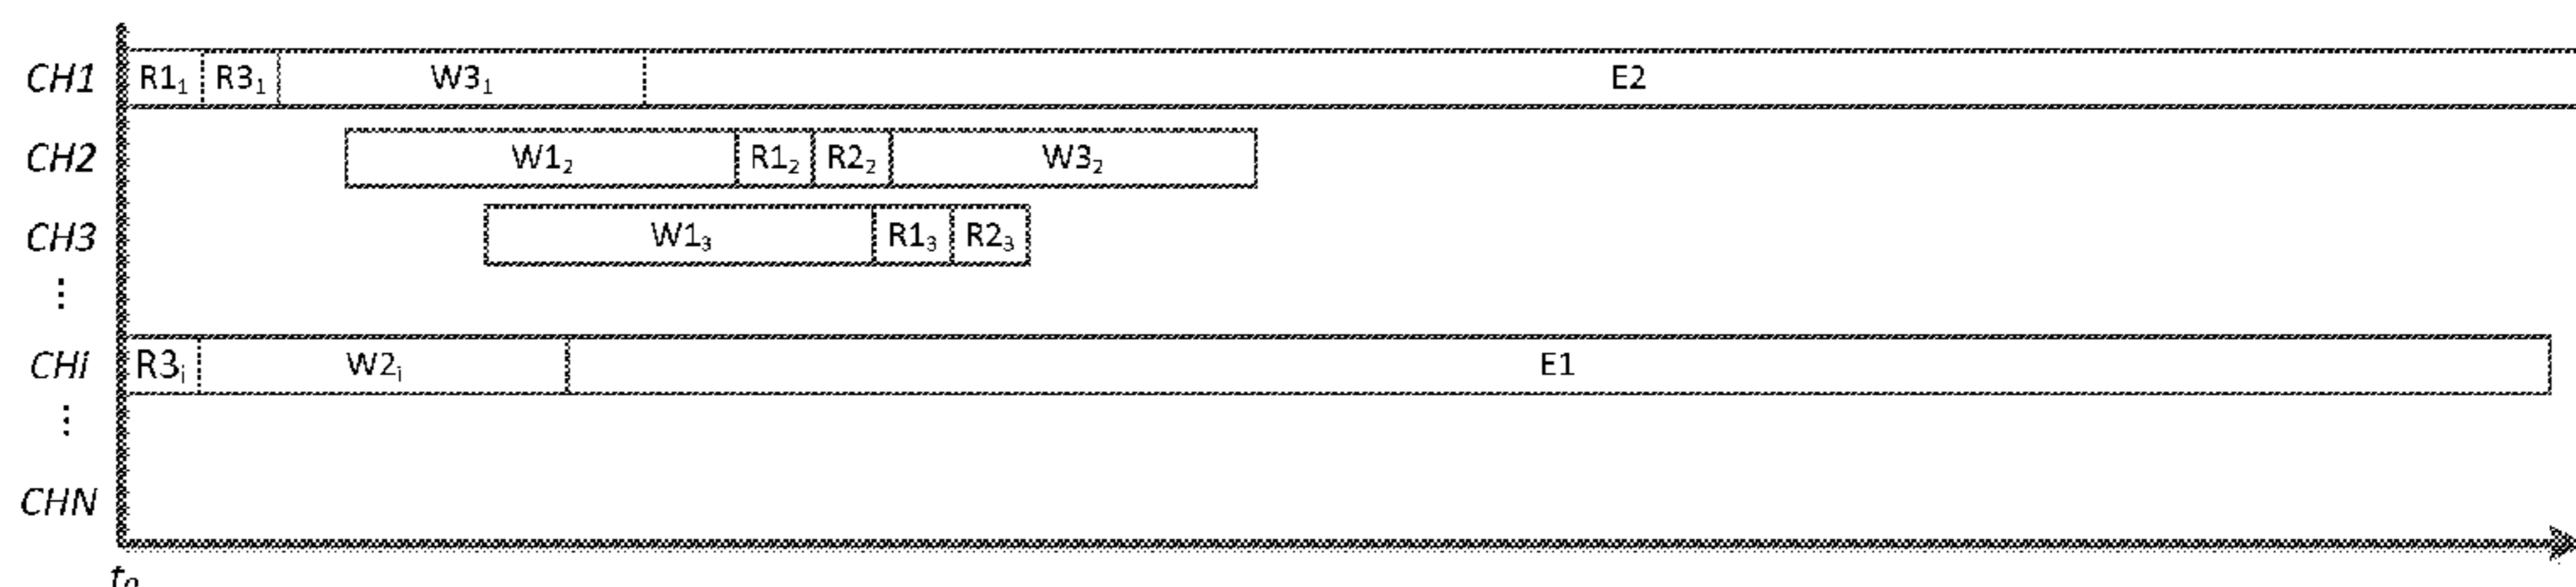 CH1 R1₁ R3₁ W3₁ E2
CH2 W1₂ R1₂ R2₂ W3₂
CH3 W1₃ R1₃ R2₃
⋮
CHi R3ᵢ W2ᵢ E1
⋮
CHN
t₀